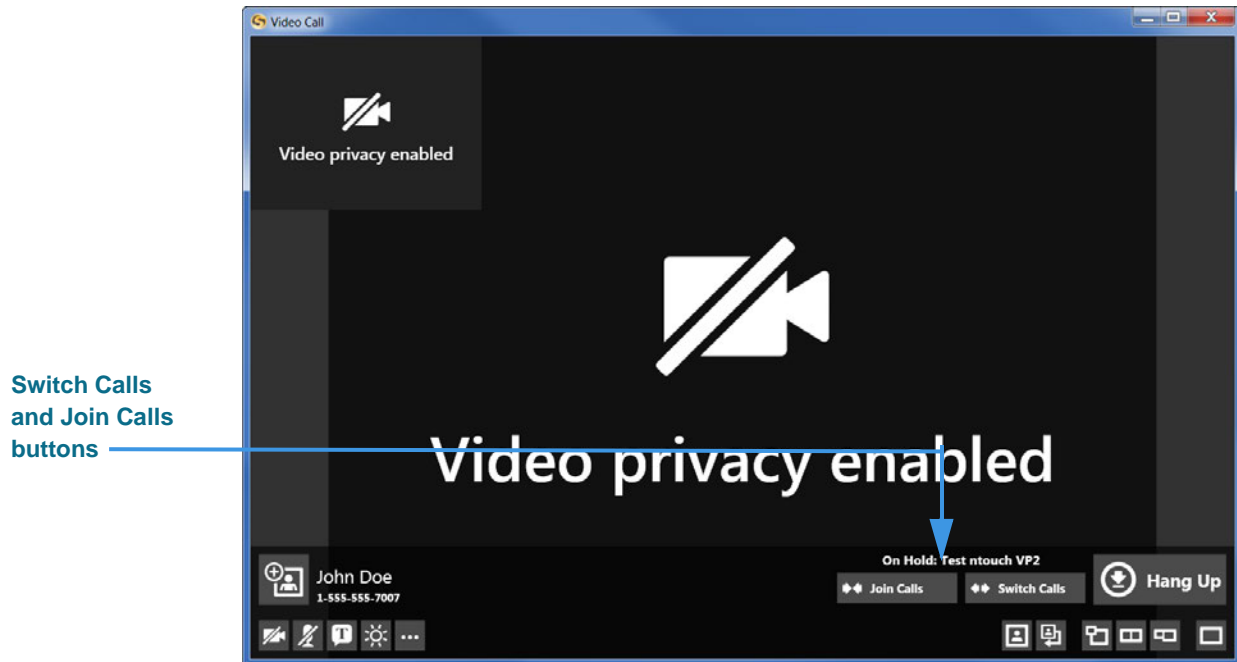 Video Call
Video privacy enabled
Switch Calls
and Join Calls
buttons
Video privacy enabled
On Hold: Test ntouch VP2
John Doe
1-555-555-7007
Join Calls
Switch Calls
Hang Up
T